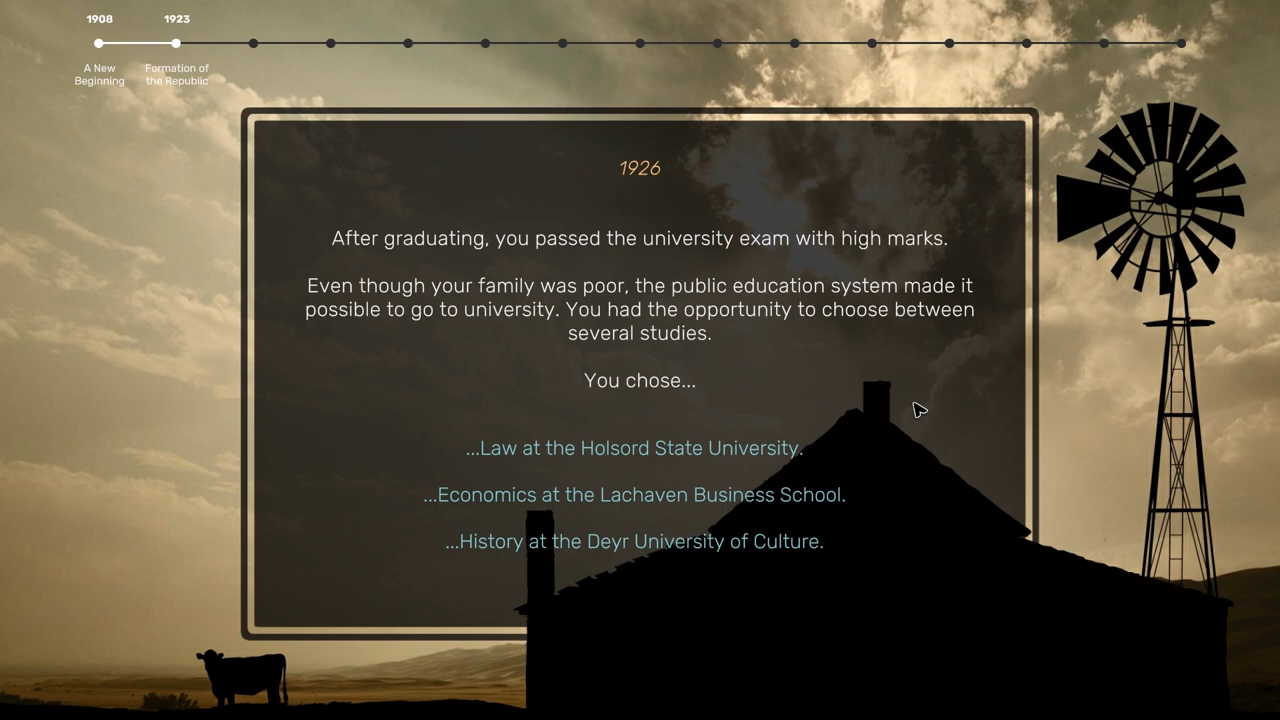 1908
1923
A New
Beginning
Formation of
the Republic
1926
After graduating, you passed the university exam with high marks.
Even though your family was poor, the public education system made it
possible to go to university. You had the opportunity to choose between
several studies.
You chose...
...Law at the Holsord State University.
...Economics at the Lachaven Business School.
...History at the Deyr University of Culture.